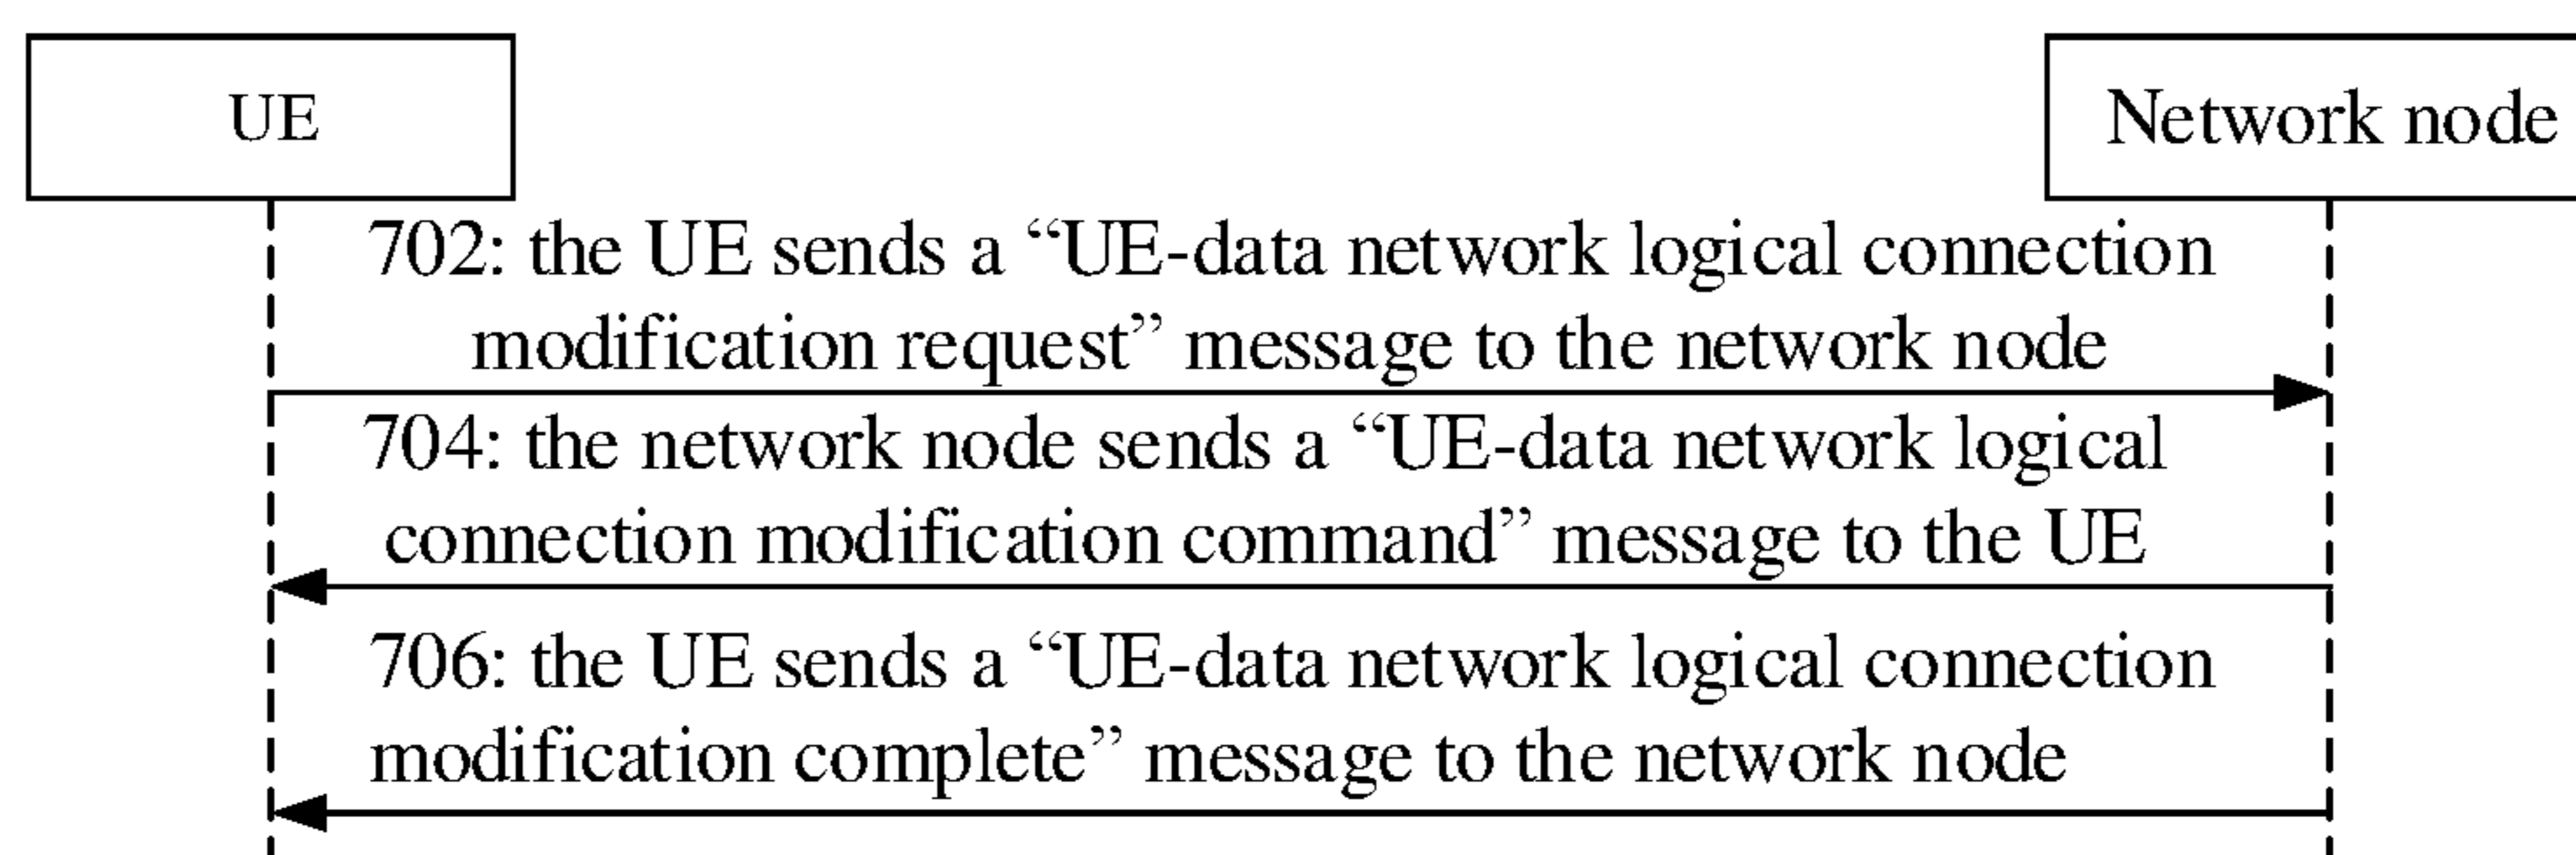 UE
Network node
702: the UE sends a “UE-data network logical connection
modification request” message to the network node
704: the network node sends a “UE-data network logical
connection modification command” message to the UE
706: the UE sends a “UE-data network logical connection
modification complete” message to the network node